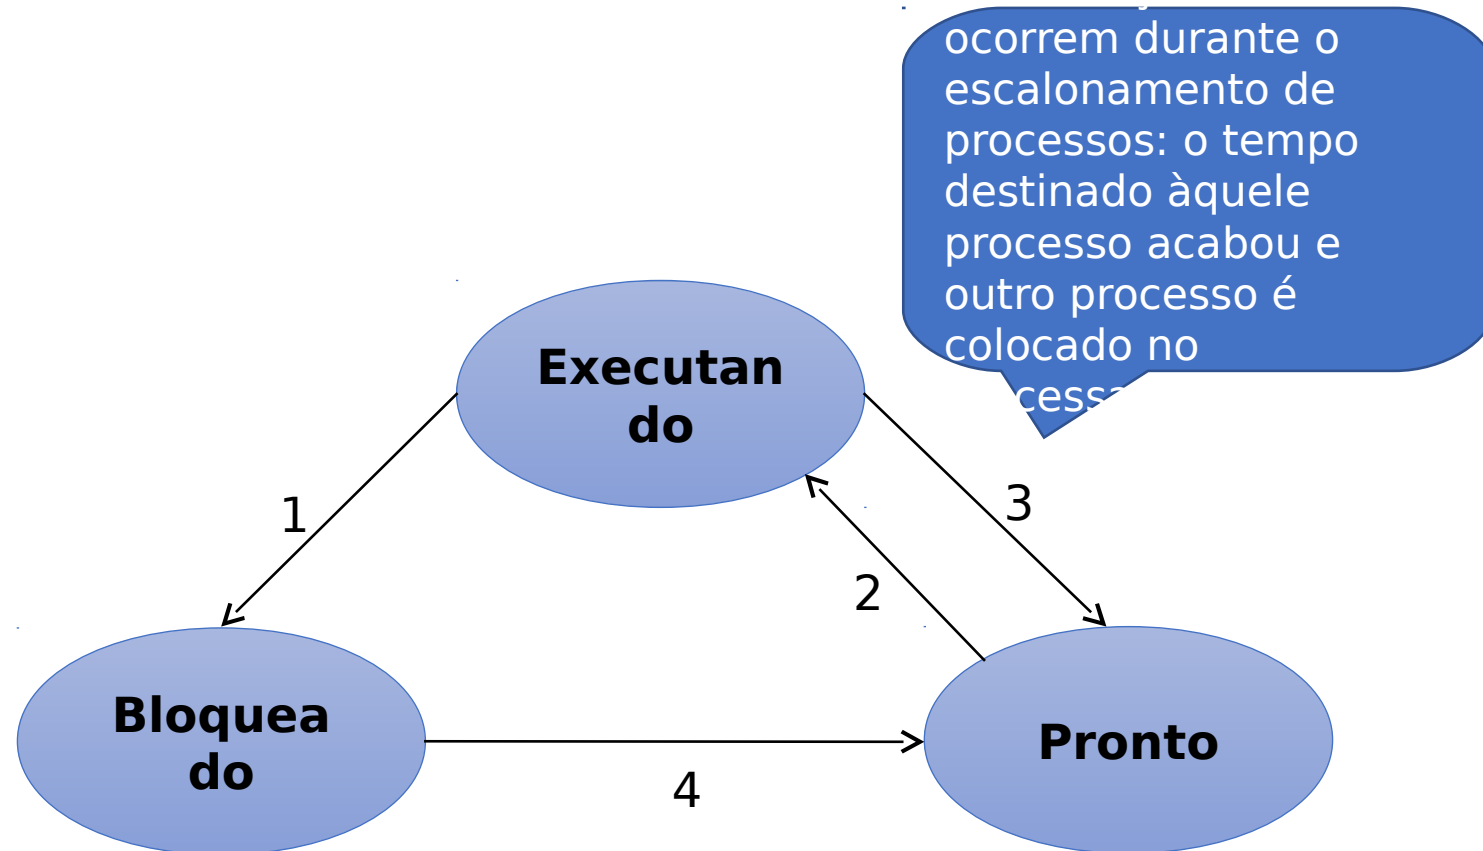 ocorrem durante o
escalonamento de
processos: o tempo
destinado àquele
processo acabou e
outro processo é
colocado no
Executan
do
1
3
2
Bloquea
do
Pronto
4